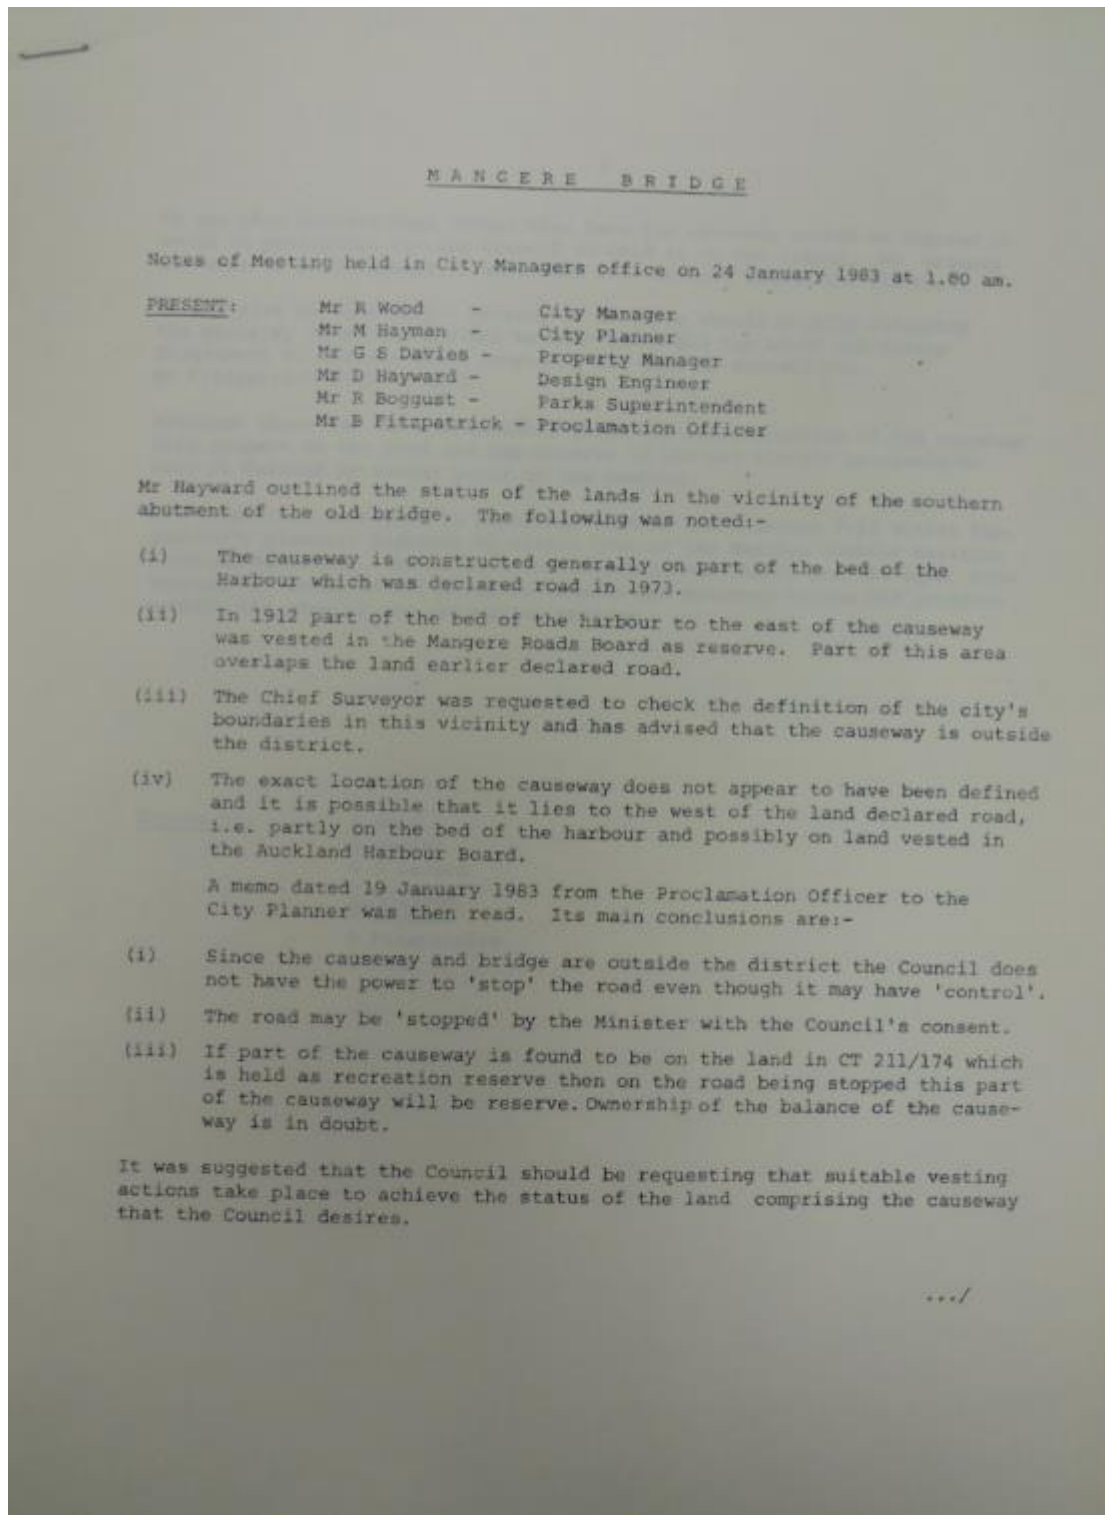 MANGERE BRIDGE
Notes of Meeting held in City Managers office on 24 January 1983 at 1.00 am.
PRESENT: Mr R Wood - City Manager
Mr M Hayman - City Planner
Mr G S Davies - Property Manager
Mr D Hayward - Design Engineer
Mr R Boggust - Parks Superintendent
Mr B Fitzpatrick - Proclamation Officer
Mr Hayward outlined the status of the lands in the vicinity of the southern
abutment of the old bridge. The following was noted:-
(i) The causeway is constructed generally on part of the bed of the
Harbour which was declared road in 1973.
(ii) In 1912 part of the bed of the harbour to the east of the causeway
was vested in the Mangere Roads Board as reserve. Part of this area
overlaps the land earlier declared road.
(iii) The Chief Surveyor was requested to check the definition of the city's
boundaries in this vicinity and has advised that the causeway is outside
the district.
(iv) The exact location of the causeway does not appear to have been defined
and it is possible that it lies to the west of the land declared road,
i.e. partly on the bed of the harbour and possibly on land vested in
the Auckland Harbour Board.
A memo dated 19 January 1983 from the Proclamation Officer to the
City Planner was then read. Its main conclusions are:-
(i) Since the causeway and bridge are outside the district the Council does
not have the power to 'stop' the road even though it may have 'control'.
(ii) The road may be 'stopped' by the Minister with the Council's consent.
(iii) If part of the causeway is found to be on the land in CT 211/174 which
is held as recreation reserve then on the road being stopped this part
of the causeway will be reserve. Ownership of the balance of the cause-
way is in doubt.
It was suggested that the Council should be requesting that suitable vesting
actions take place to achieve the status of the land comprising the causeway
that the Council desires.
.../